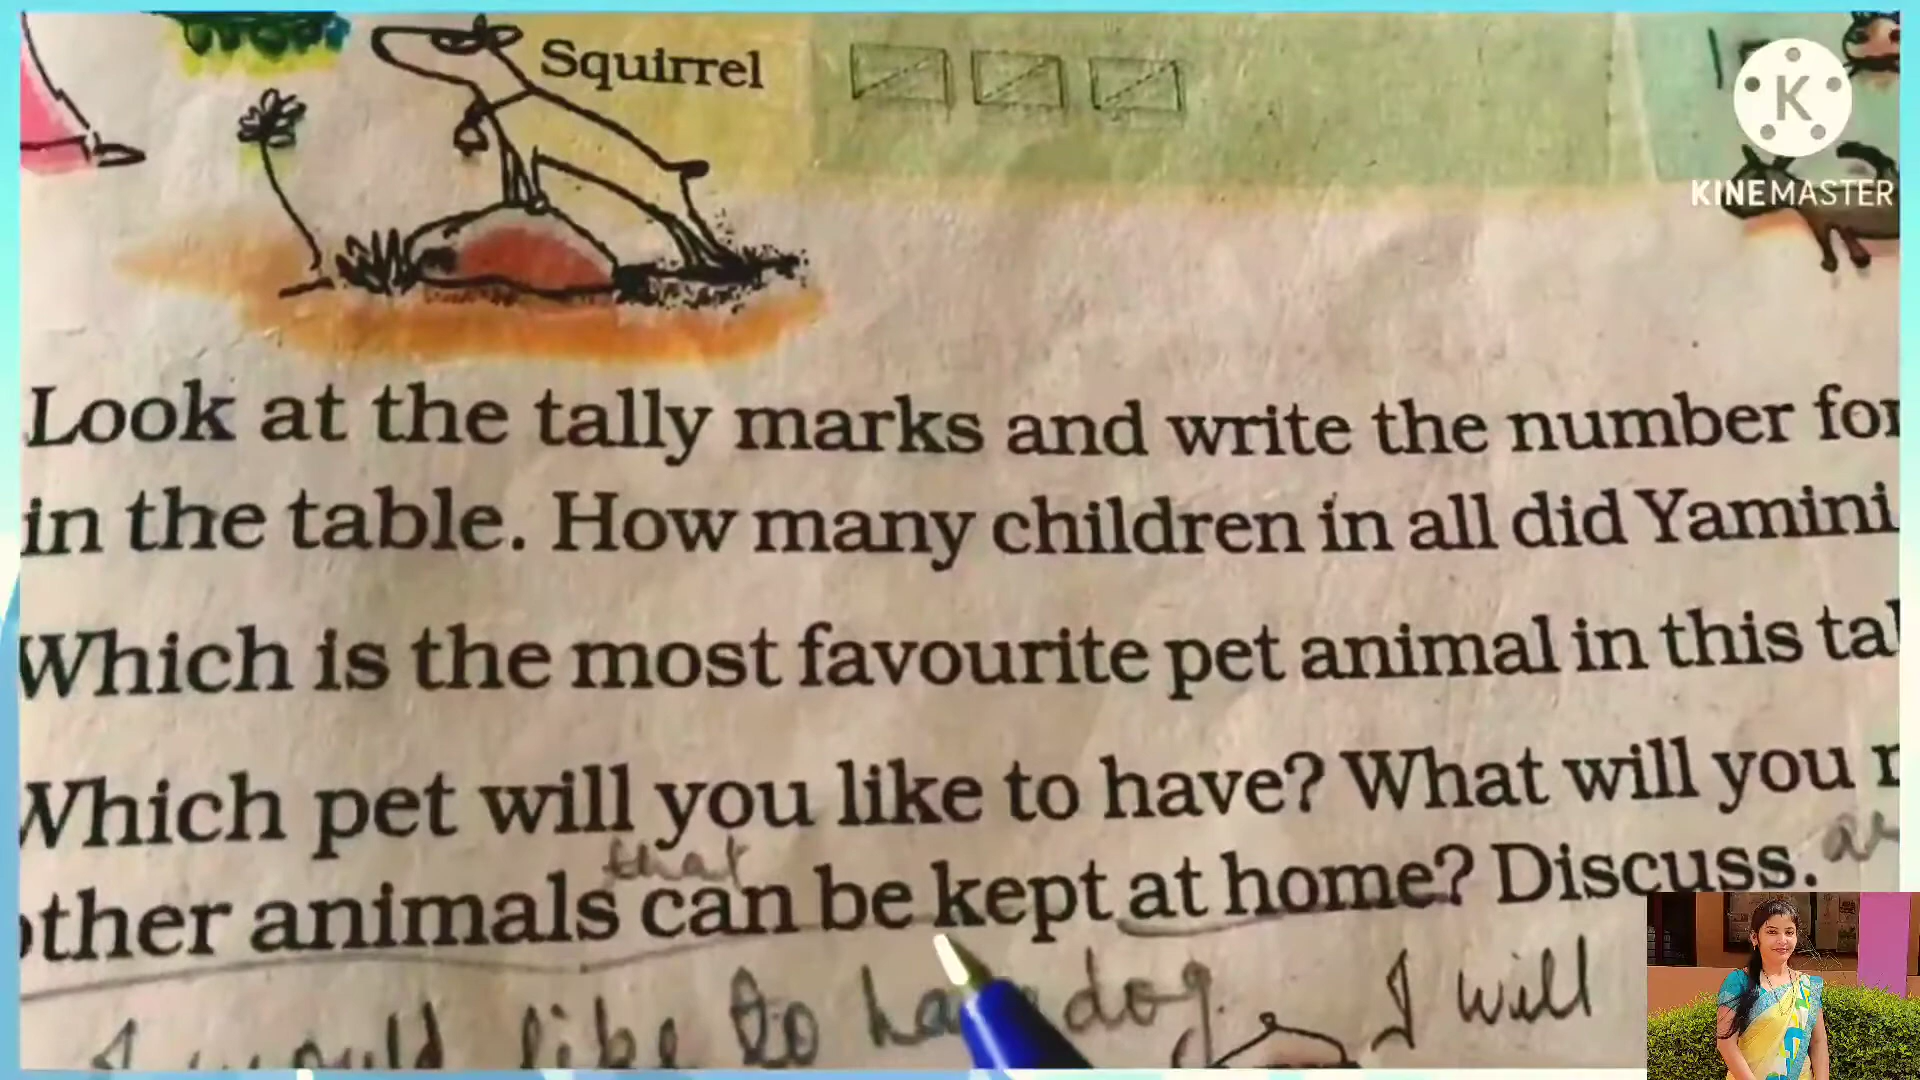 Squirrel
KINEMASTER
Look at the tally marks and write the number for
in the table. How many children in all did Yamini
Which is the most favourite pet animal in this
Which pet will you like to have? What will you
that
other animals can be kept at home? Discuss.
I would like to have dog. I will